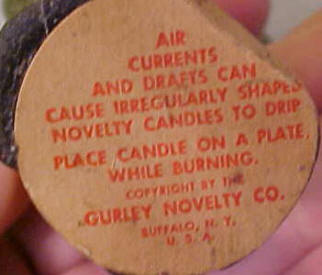 AIR
CURRENTS
AND DRAFTS CAN
CAUSE IRREGULARLY SHAPED
NOVELTY CANDLES TO DRIP
PLACE CANDLE ON A PLATE,
WHILE BURNING.
COPYRIGHT BY THE
GURLEY NOVELTY CO.
BUFFALO, N. Y.
U. S. A.